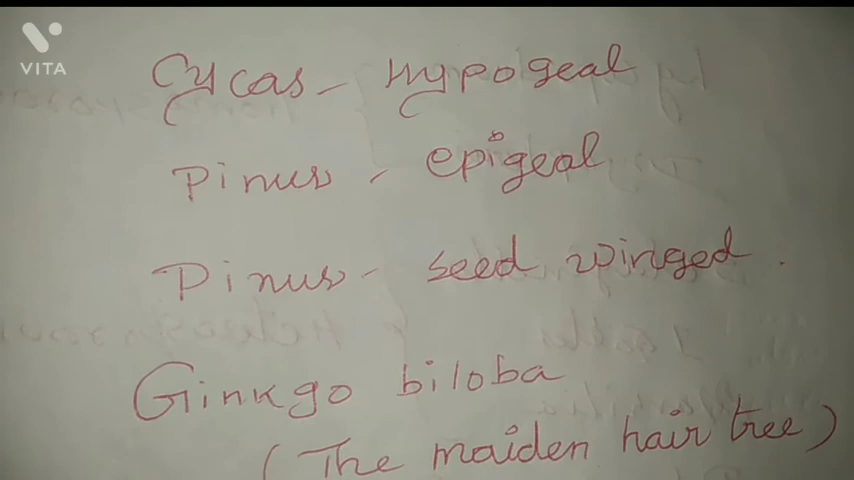 VITA
Cycas - Hypogeal
Pinus - epigeal
Pinus - seed winged.
Ginkgo biloba
(The maiden hair tree)